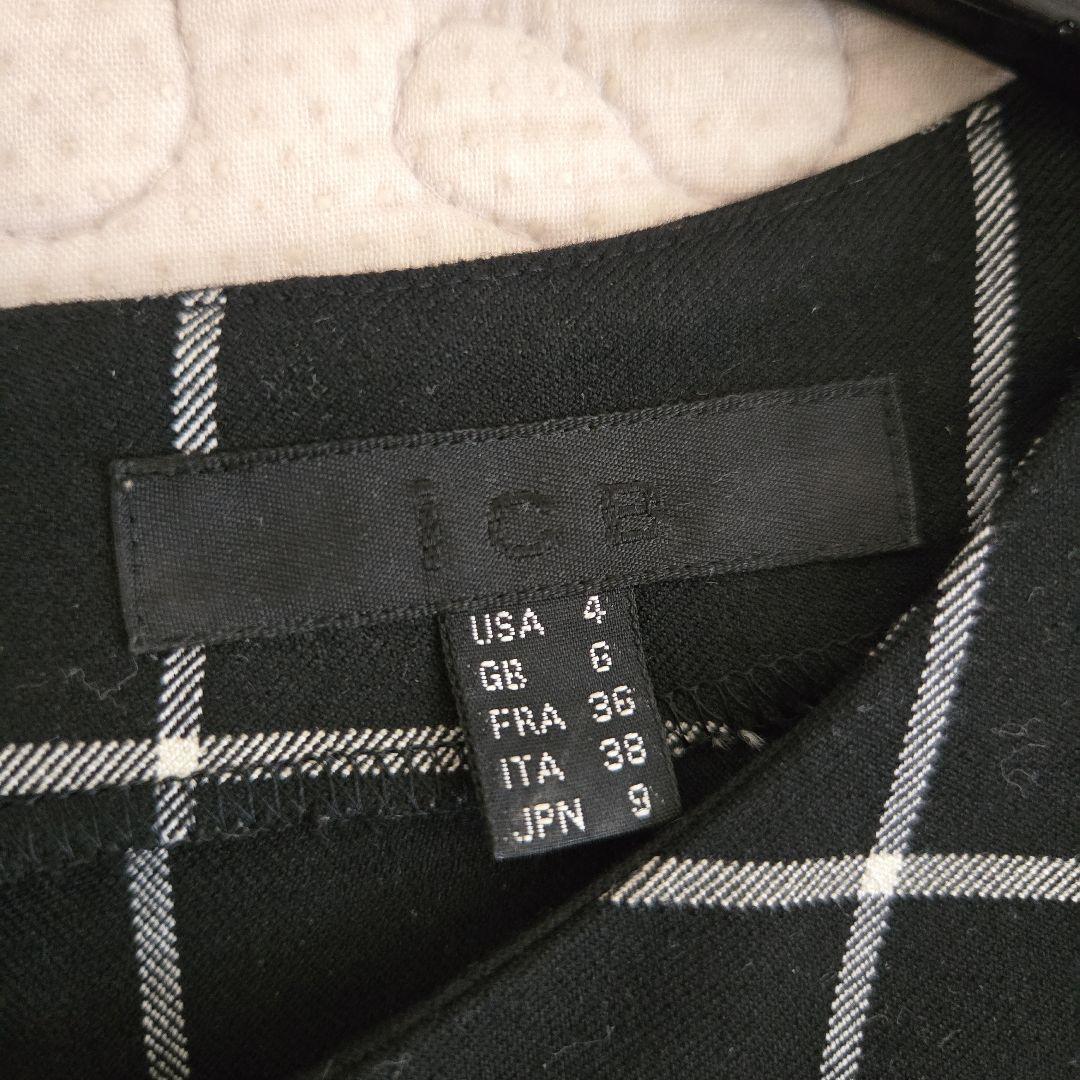 iCB
USA 4
GB 6
FRA 36
ITA 38
JPN 9